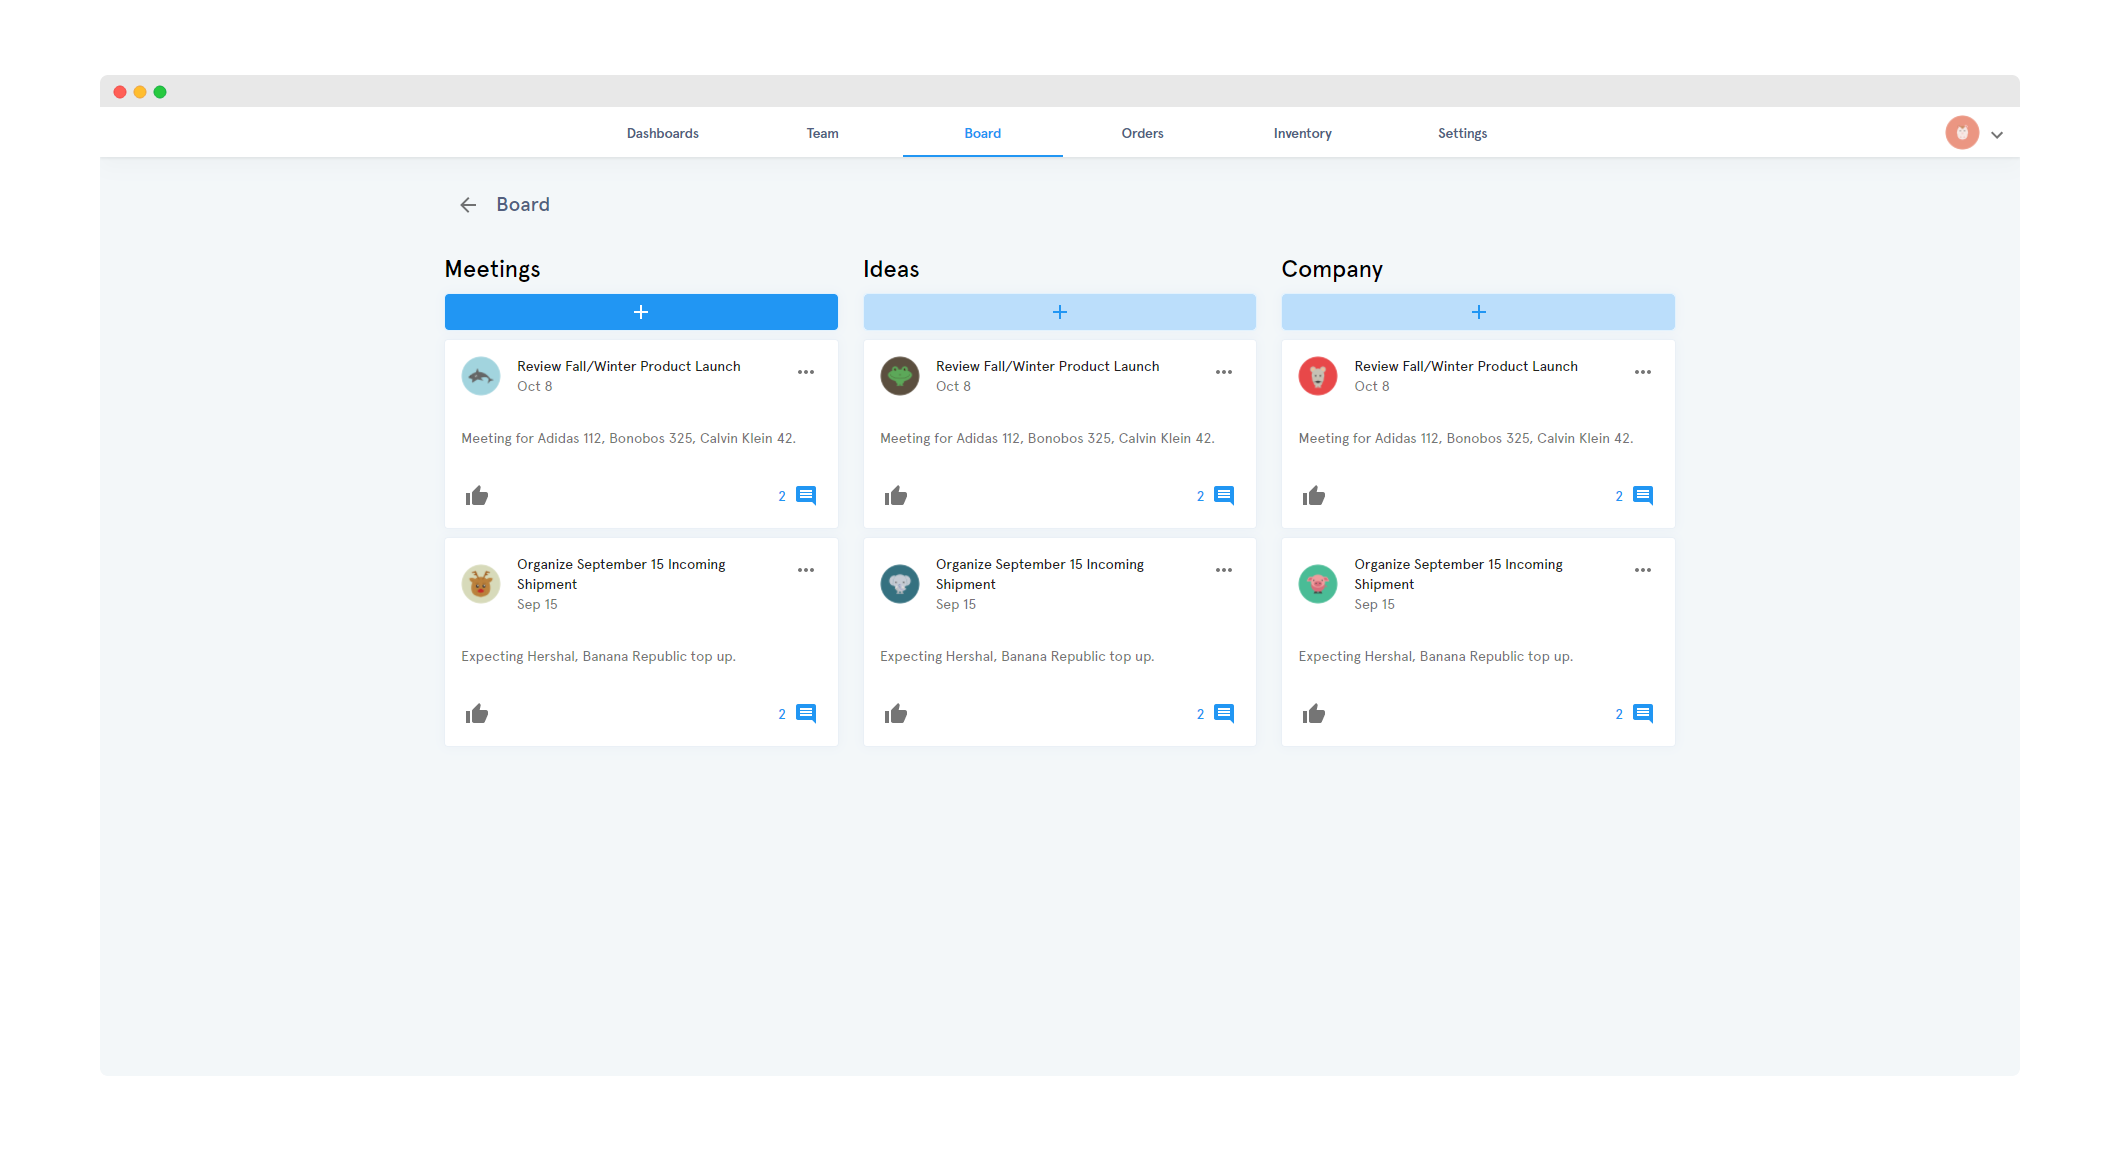 Dashboards
Team
Board
Orders
Inventory
Settings
Board
Meetings
Review Fall/Winter Product Launch
Oct 8
Meeting for Adidas 112, Bonobos 325, Calvin Klein 42.
2
Organize September 15 Incoming
Shipment
Sep 15
Expecting Hershal, Banana Republic top up.
2
Ideas
Review Fall/Winter Product Launch
Oct 8
Meeting for Adidas 112, Bonobos 325, Calvin Klein 42.
2
Organize September 15 Incoming
Shipment
Sep 15
Expecting Hershal, Banana Republic top up.
2
Company
Review Fall/Winter Product Launch
Oct 8
Meeting for Adidas 112, Bonobos 325, Calvin Klein 42.
2
Organize September 15 Incoming
Shipment
Sep 15
Expecting Hershal, Banana Republic top up.
2